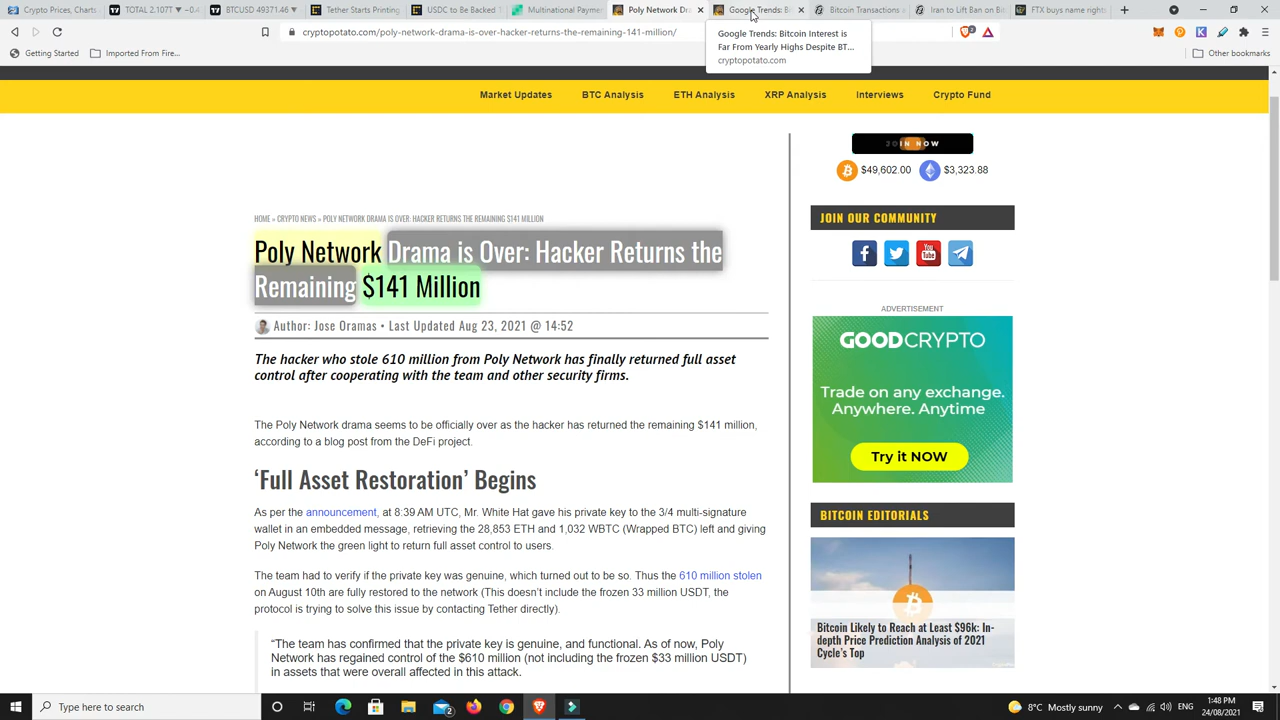 Crypto Prices, Charts
TOTAL 2.107T ▼ −0.4
BTCUSD 49371.46 ▼
Tether Starts Printing
USDC to Be Backed
Multinational Paymen
Poly Network Dra
Google Trends: B
Bitcoin Transactions
Iran to Lift Ban on Bit
FTX buys name rights
cryptopotato.com/poly-network-drama-is-over-hacker-returns-the-remaining-141-million/
Google Trends: Bitcoin Interest is
Far From Yearly Highs Despite BT...
cryptopotato.com
Getting Started
Imported From Fire...
Other bookmarks
Market Updates
BTC Analysis
ETH Analysis
XRP Analysis
Interviews
Crypto Fund
JOIN NOW
$49,602.00
$3,323.88
HOME » CRYPTO NEWS » POLY NETWORK DRAMA IS OVER: HACKER RETURNS THE REMAINING $141 MILLION
Poly Network Drama is Over: Hacker Returns the
Remaining $141 Million
Author: Jose Oramas • Last Updated Aug 23, 2021 @ 14:52
The hacker who stole 610 million from Poly Network has finally returned full asset
control after cooperating with the team and other security firms.
The Poly Network drama seems to be officially over as the hacker has returned the remaining $141 million,
according to a blog post from the DeFi project.
‘Full Asset Restoration’ Begins
As per the announcement, at 8:39 AM UTC, Mr. White Hat gave his private key to the 3/4 multi-signature
wallet in an embedded message, retrieving the 28,853 ETH and 1,032 WBTC (Wrapped BTC) left and giving
Poly Network the green light to return full asset control to users.
The team had to verify if the private key was genuine, which turned out to be so. Thus the 610 million stolen
on August 10th are fully restored to the network (This doesn’t include the frozen 33 million USDT, the
protocol is trying to solve this issue by contacting Tether directly).
“The team has confirmed that the private key is genuine, and functional. As of now, Poly
Network has regained control of the $610 million (not including the frozen $33 million USDT)
in assets that were overall affected in this attack.
JOIN OUR COMMUNITY
You
Tube
ADVERTISEMENT
GOODCRYPTO
Trade on any exchange.
Anywhere. Anytime
Try it NOW
BITCOIN EDITORIALS
Bitcoin Likely to Reach at Least $96k: In-
depth Price Prediction Analysis of 2021
Cycle’s Top
Type here to search
2
8°C Mostly sunny
ENG
1:48 PM
24/08/2021